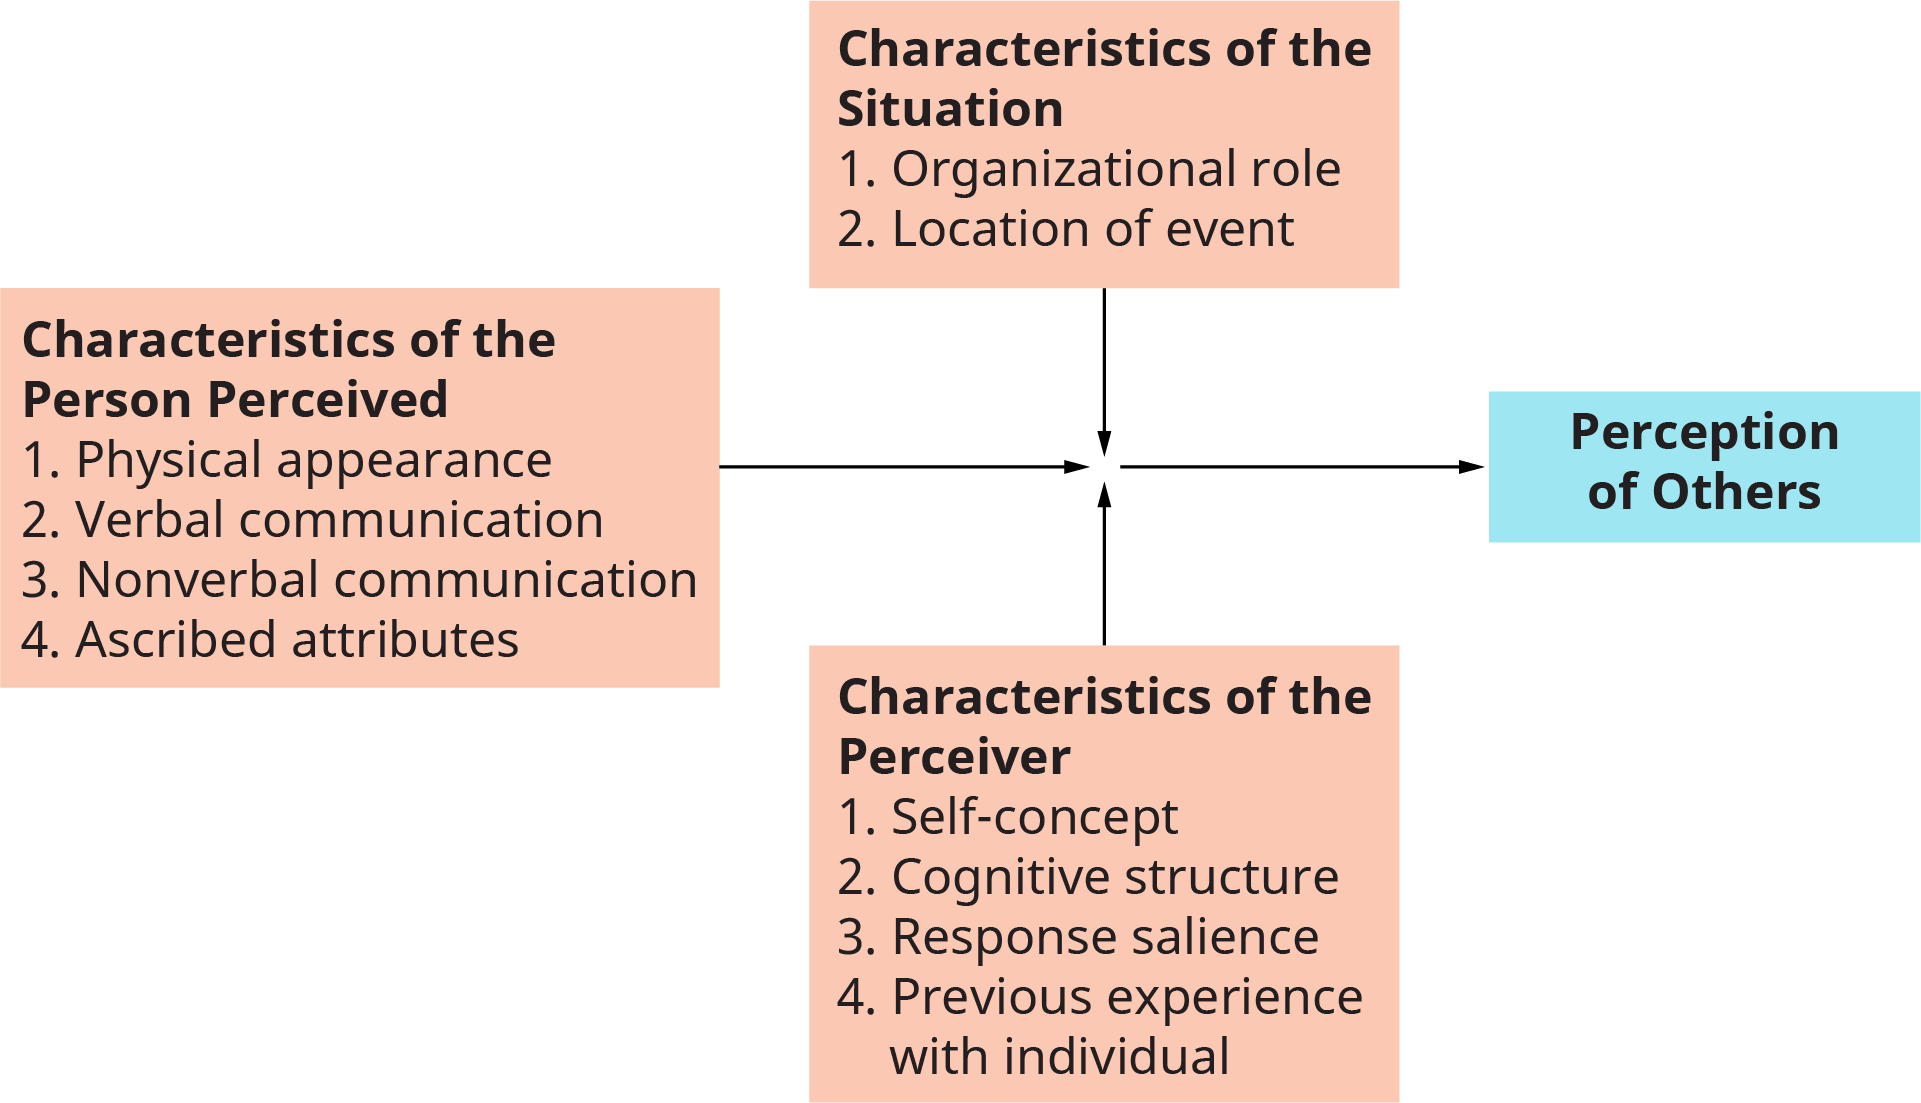 Characteristics of the
Situation
1. Organizational role
2. Location of event
Characteristics of the
Person Perceived
1. Physical appearance
2. Verbal communication
3. Nonverbal communication
4. Ascribed attributes
Perception
of Others
Characteristics of the
Perceiver
1. Self-concept
2. Cognitive structure
3. Response salience
4. Previous experience
with individual